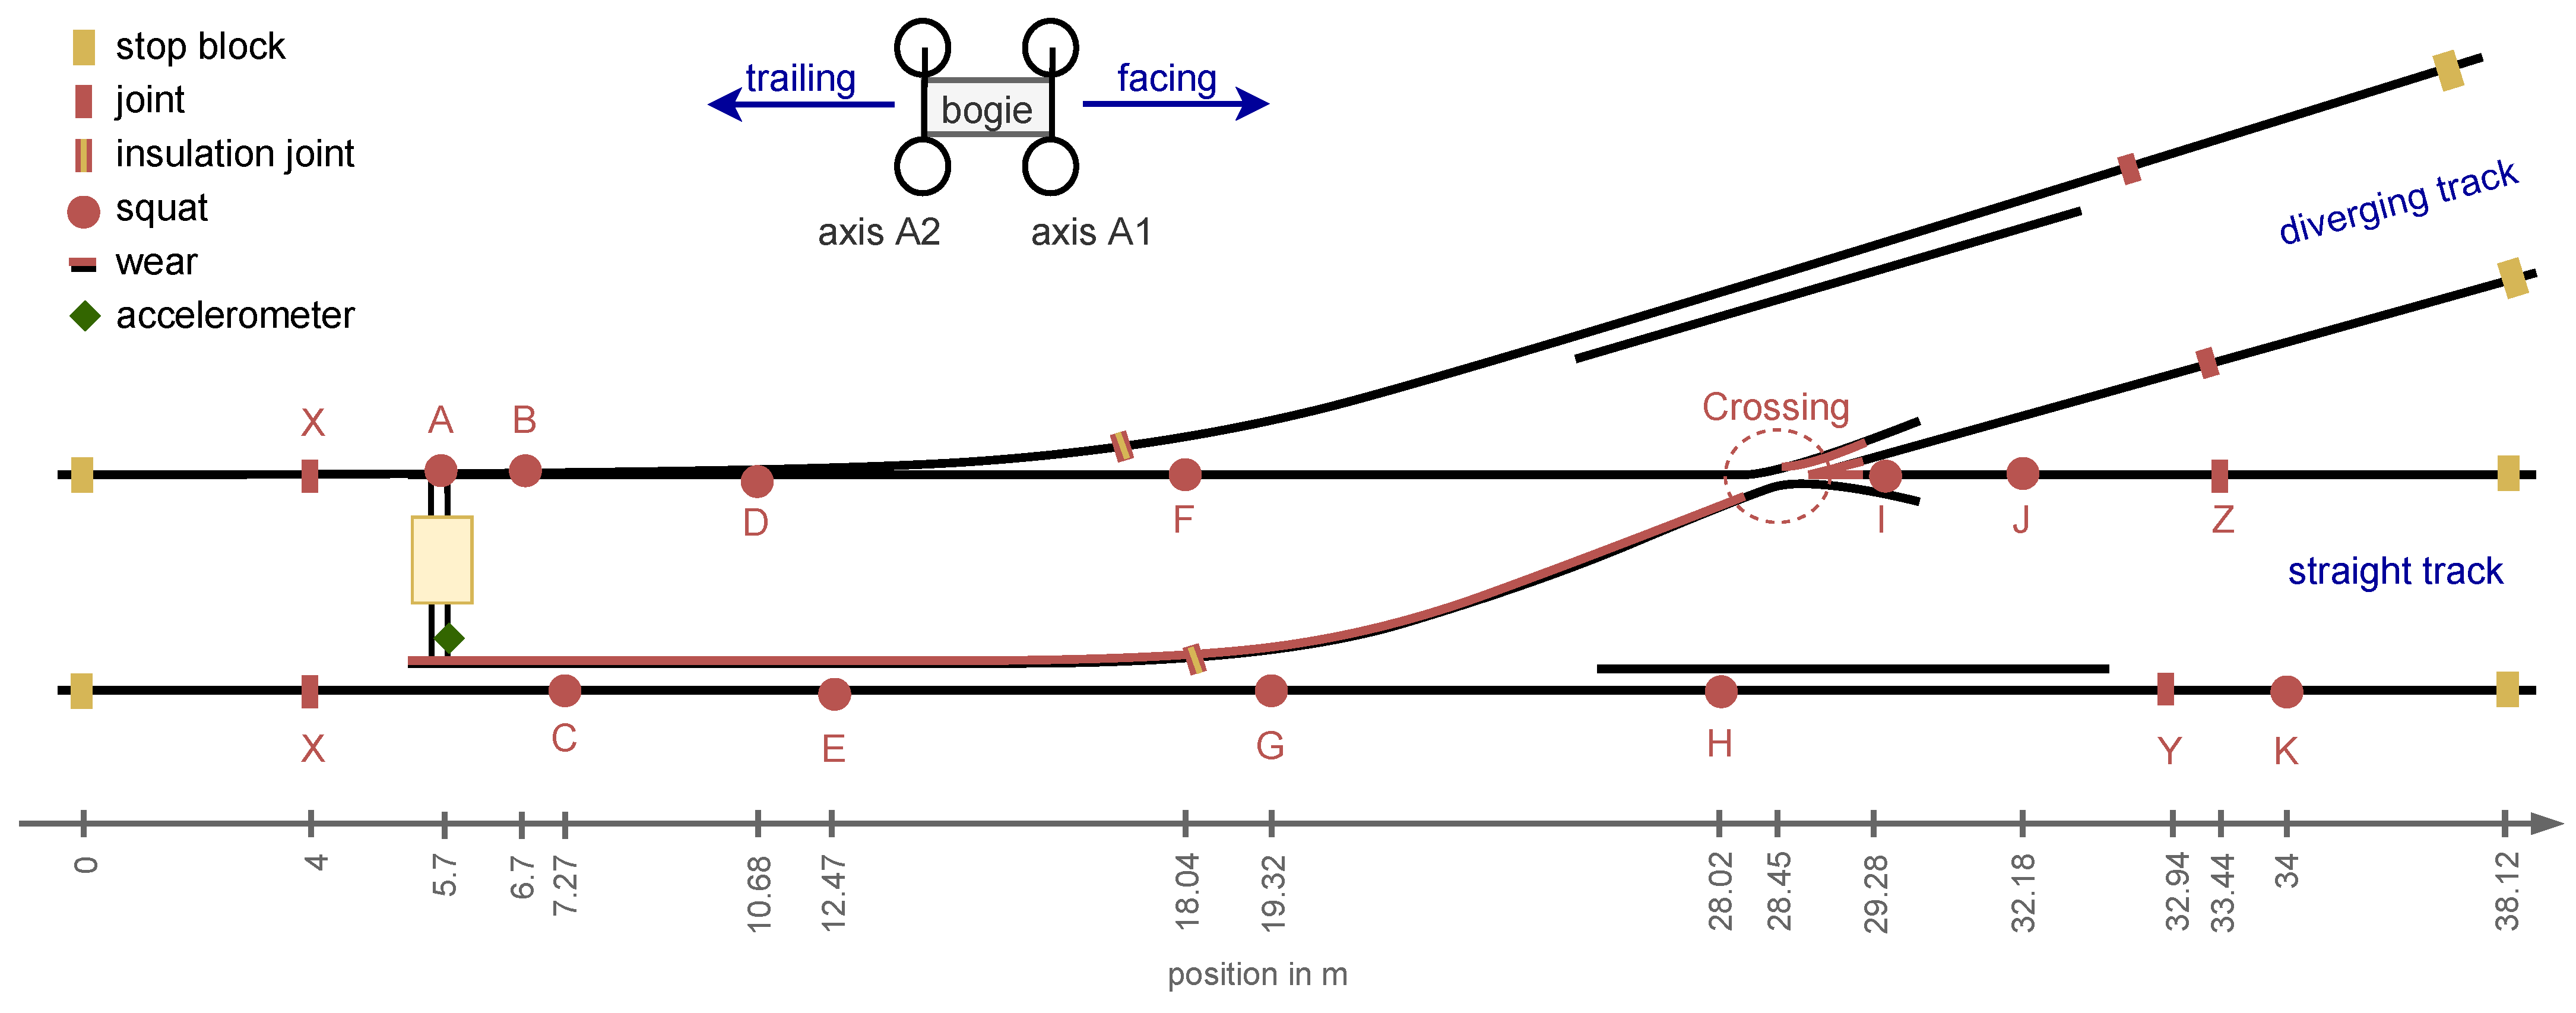 stop block
joint
insulation joint
squat
wear
accelerometer
trailing
facing
bogie
axis A2
axis A1
diverging track
Crossing
X
A
B
D
F
I
J
Z
straight track
X
C
E
G
H
Y
K
0
4
5.7
6.7
7.27
10.68
12.47
18.04
19.32
28.02
28.45
29.28
32.18
32.94
33.44
34
38.12
position in m